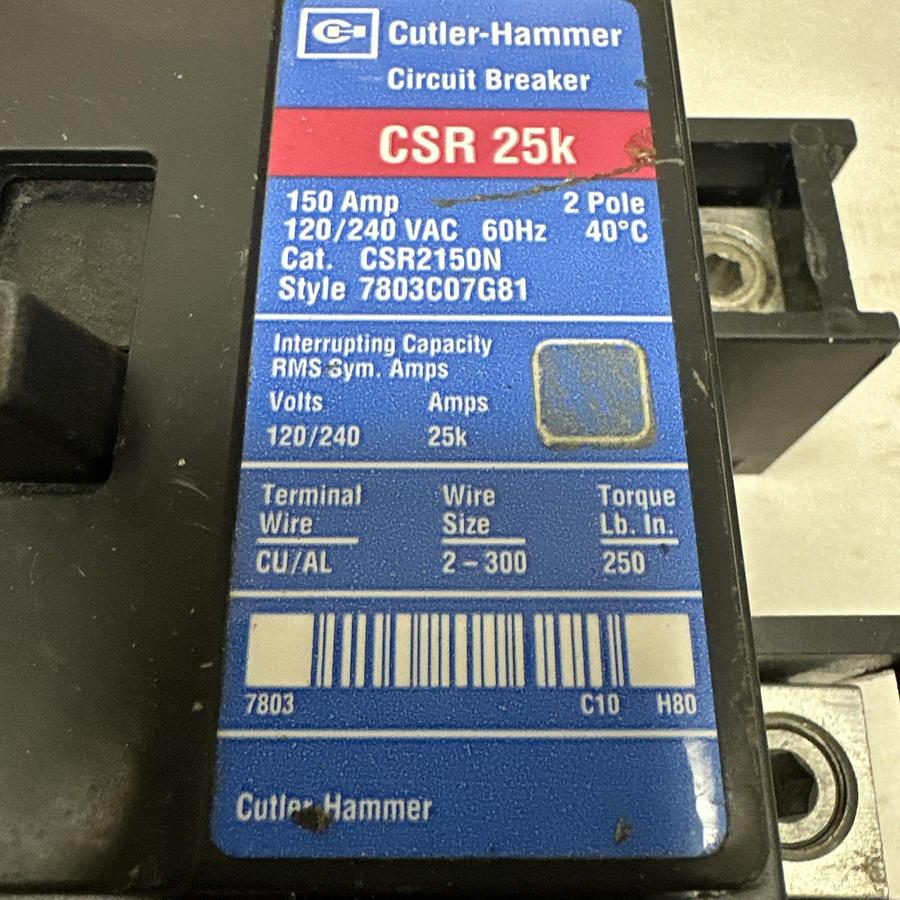 Cutler-Hammer
Circuit Breaker
CSR 25k
150 Amp 2 Pole
120/240 VAC 60Hz 40°C
Cat. CSR2150N
Style 7803C07G81
Interrupting Capacity
RMS Sym. Amps
Volts Amps
120/240 25k
Terminal Wire Torque
Wire Size Lb. In.
CU/AL 2 – 300 250
7803 C10 H80
Cutler-Hammer